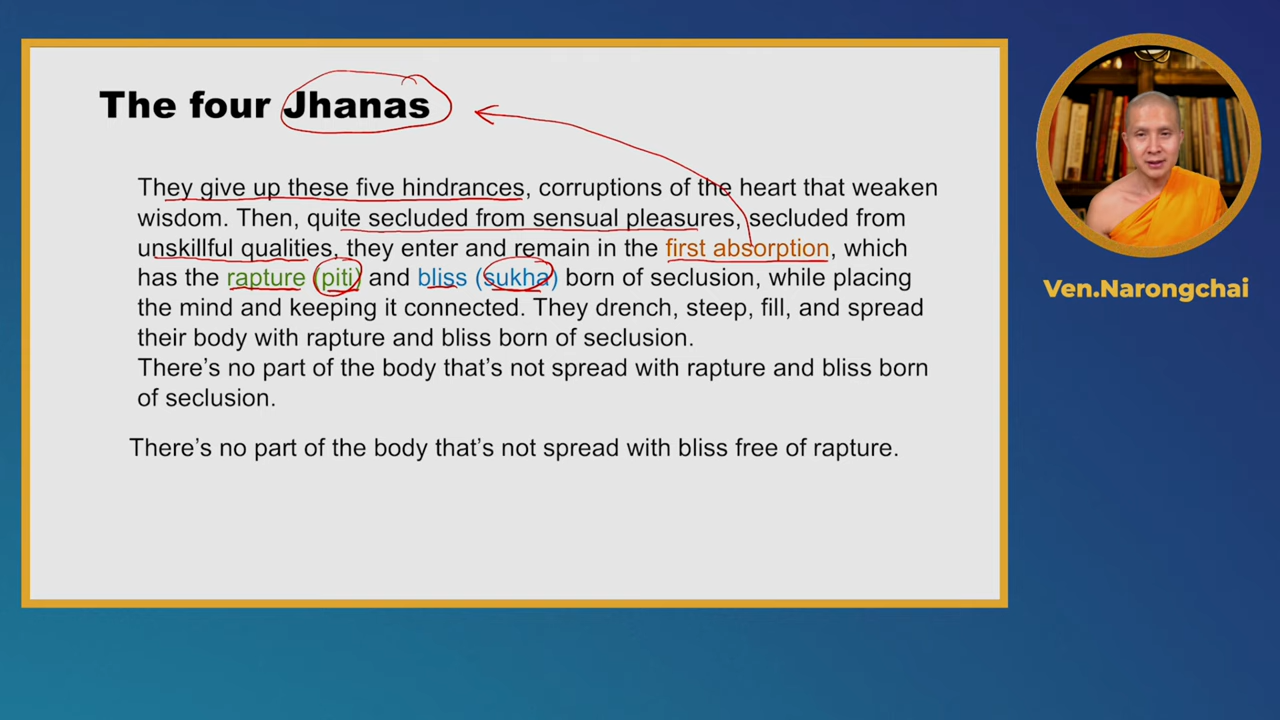 The four Jhanas
They give up these five hindrances, corruptions of the heart that weaken
wisdom. Then, quite secluded from sensual pleasures, secluded from
unskillful qualities, they enter and remain in the first absorption, which
has the rapture (piti) and bliss (sukha) born of seclusion, while placing
the mind and keeping it connected. They drench, steep, fill, and spread
their body with rapture and bliss born of seclusion.
There’s no part of the body that’s not spread with rapture and bliss born
of seclusion.
There’s no part of the body that’s not spread with bliss free of rapture.
Ven.Narongchai